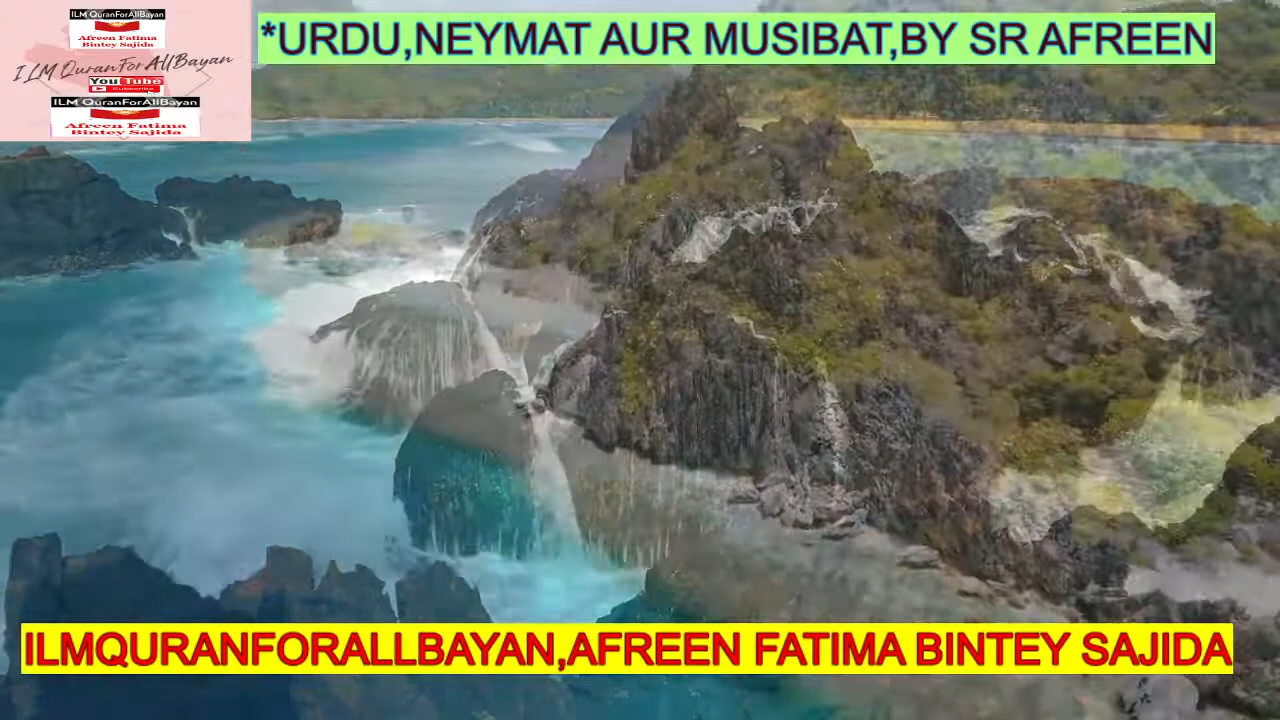 ILM QuranForAllBayan
Afreen Fatima
Bintey Sajida
ILM QuranForAllBayan
YouTube
Subscribe
ILM QuranForAllBayan
Afreen Fatima
Bintey Sajida
*URDU,NEYMAT AUR MUSIBAT,BY SR AFREEN
ILMQURANFORALLBAYAN,AFREEN FATIMA BINTEY SAJIDA